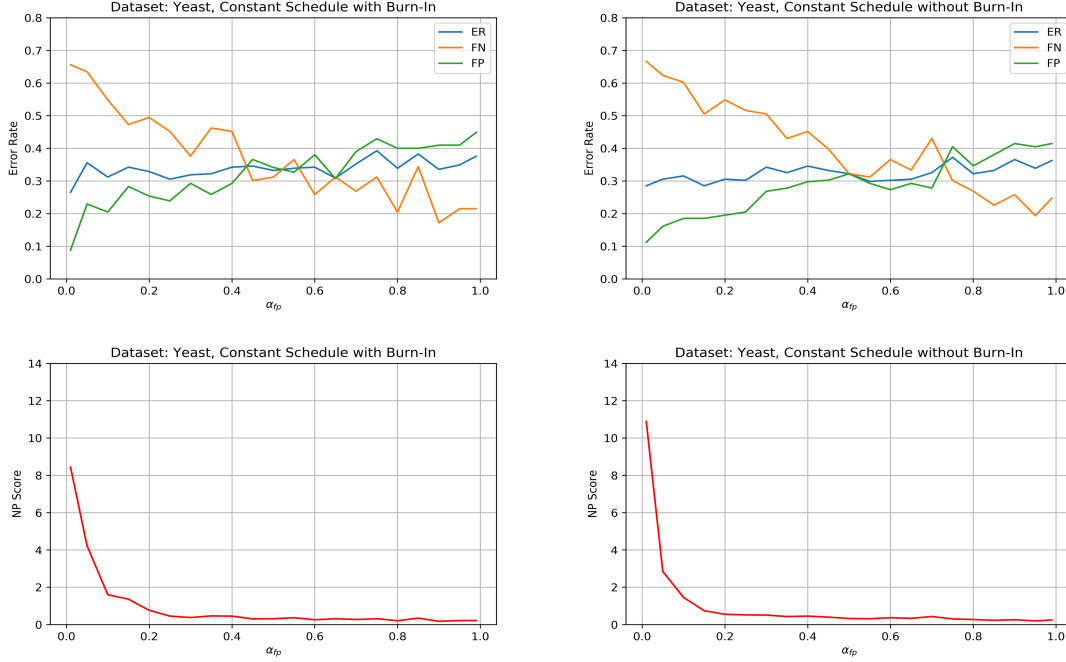 Dataset: Yeast, Constant Schedule with Burn-In
0.8
0.7
0.6
0.5
0.4
0.3
0.2
0.1
0.0
Error Rate
ER
FN
FP
0.0 0.2 0.4 0.6 0.8 1.0
α_fp
Dataset: Yeast, Constant Schedule without Burn-In
0.8
0.7
0.6
0.5
0.4
0.3
0.2
0.1
0.0
Error Rate
ER
FN
FP
0.0 0.2 0.4 0.6 0.8 1.0
α_fp
Dataset: Yeast, Constant Schedule with Burn-In
14
12
10
8
6
4
2
0
NP Score
0.0 0.2 0.4 0.6 0.8 1.0
α_fp
Dataset: Yeast, Constant Schedule without Burn-In
14
12
10
8
6
4
2
0
NP Score
0.0 0.2 0.4 0.6 0.8 1.0
α_fp